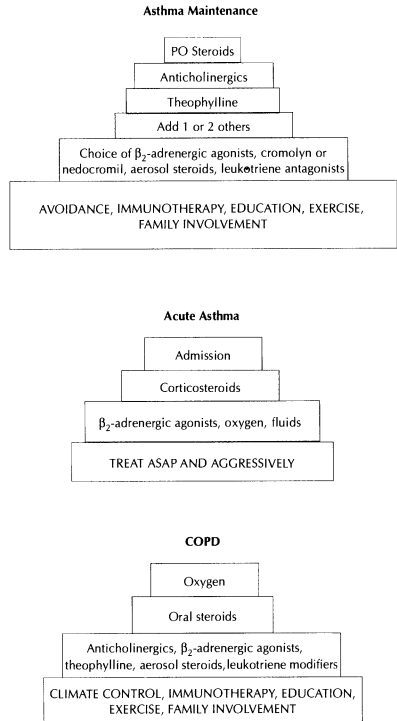 Asthma Maintenance
PO Steroids
Anticholinergics
Theophylline
Add 1 or 2 others
Choice of β₂-adrenergic agonists, cromolyn or
nedocromil, aerosol steroids, leukotriene antagonists
AVOIDANCE, IMMUNOTHERAPY, EDUCATION, EXERCISE,
FAMILY INVOLVEMENT
Acute Asthma
Admission
Corticosteroids
β₂-adrenergic agonists, oxygen, fluids
TREAT ASAP AND AGGRESSIVELY
COPD
Oxygen
Oral steroids
Anticholinergics, β₂-adrenergic agonists,
theophylline, aerosol steroids, leukotriene modifiers
CLIMATE CONTROL, IMMUNOTHERAPY, EDUCATION,
EXERCISE, FAMILY INVOLVEMENT